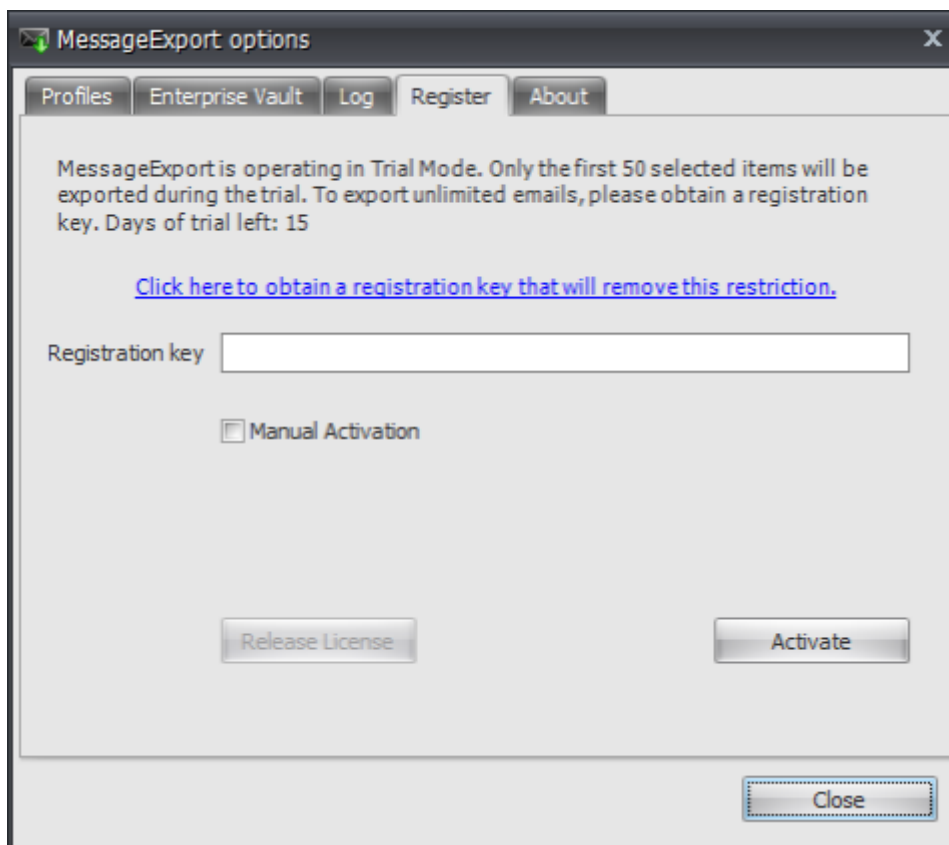 MessageExport options
x
Profiles Enterprise Vault Log Register About
MessageExport is operating in Trial Mode. Only the first 50 selected items will be
exported during the trial. To export unlimited emails, please obtain a registration
key. Days of trial left: 15
Click here to obtain a registration key that will remove this restriction.
Registration key
Manual Activation
Release License
Activate
Close